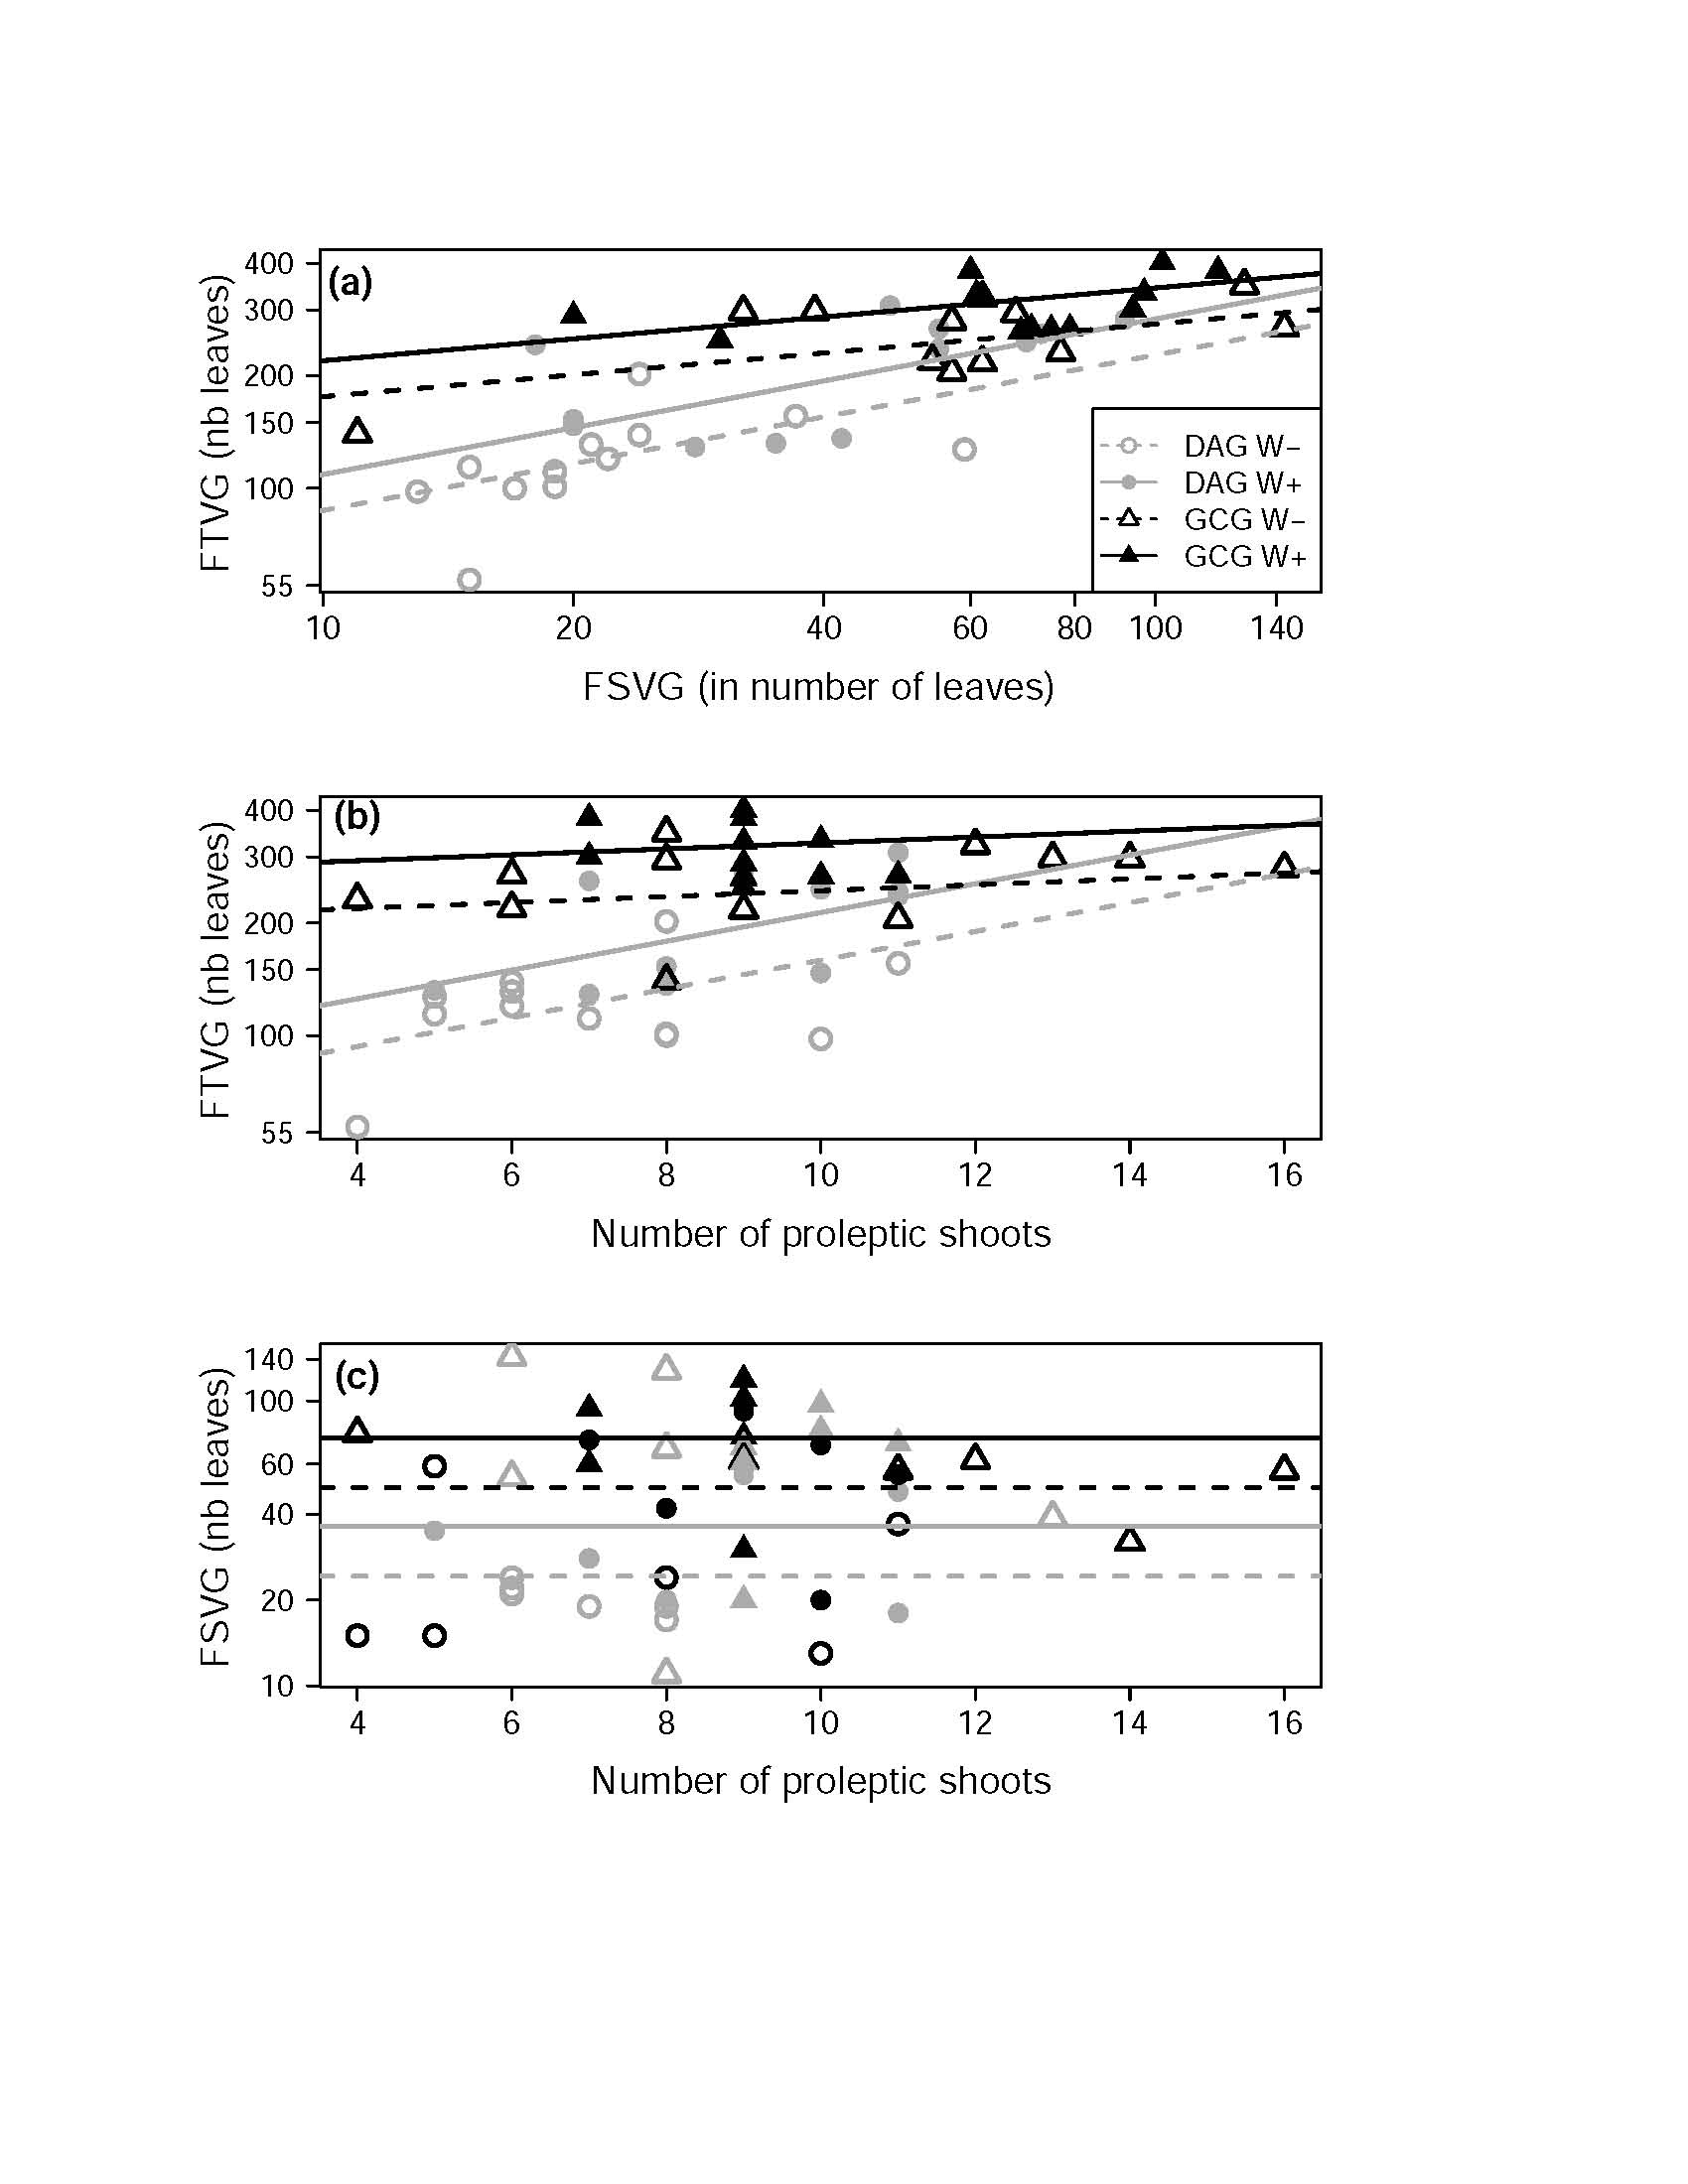 (a)
FTVG (nb leaves)
400
300
200
150
100
55
DAG W−
DAG W+
GCG W−
GCG W+
10 20 40 60 80 100 140
FSVG (in number of leaves)
(b)
FTVG (nb leaves)
400
300
200
150
100
55
4 6 8 10 12 14 16
Number of proleptic shoots
(c)
FSVG (nb leaves)
140
100
60
40
20
10
4 6 8 10 12 14 16
Number of proleptic shoots